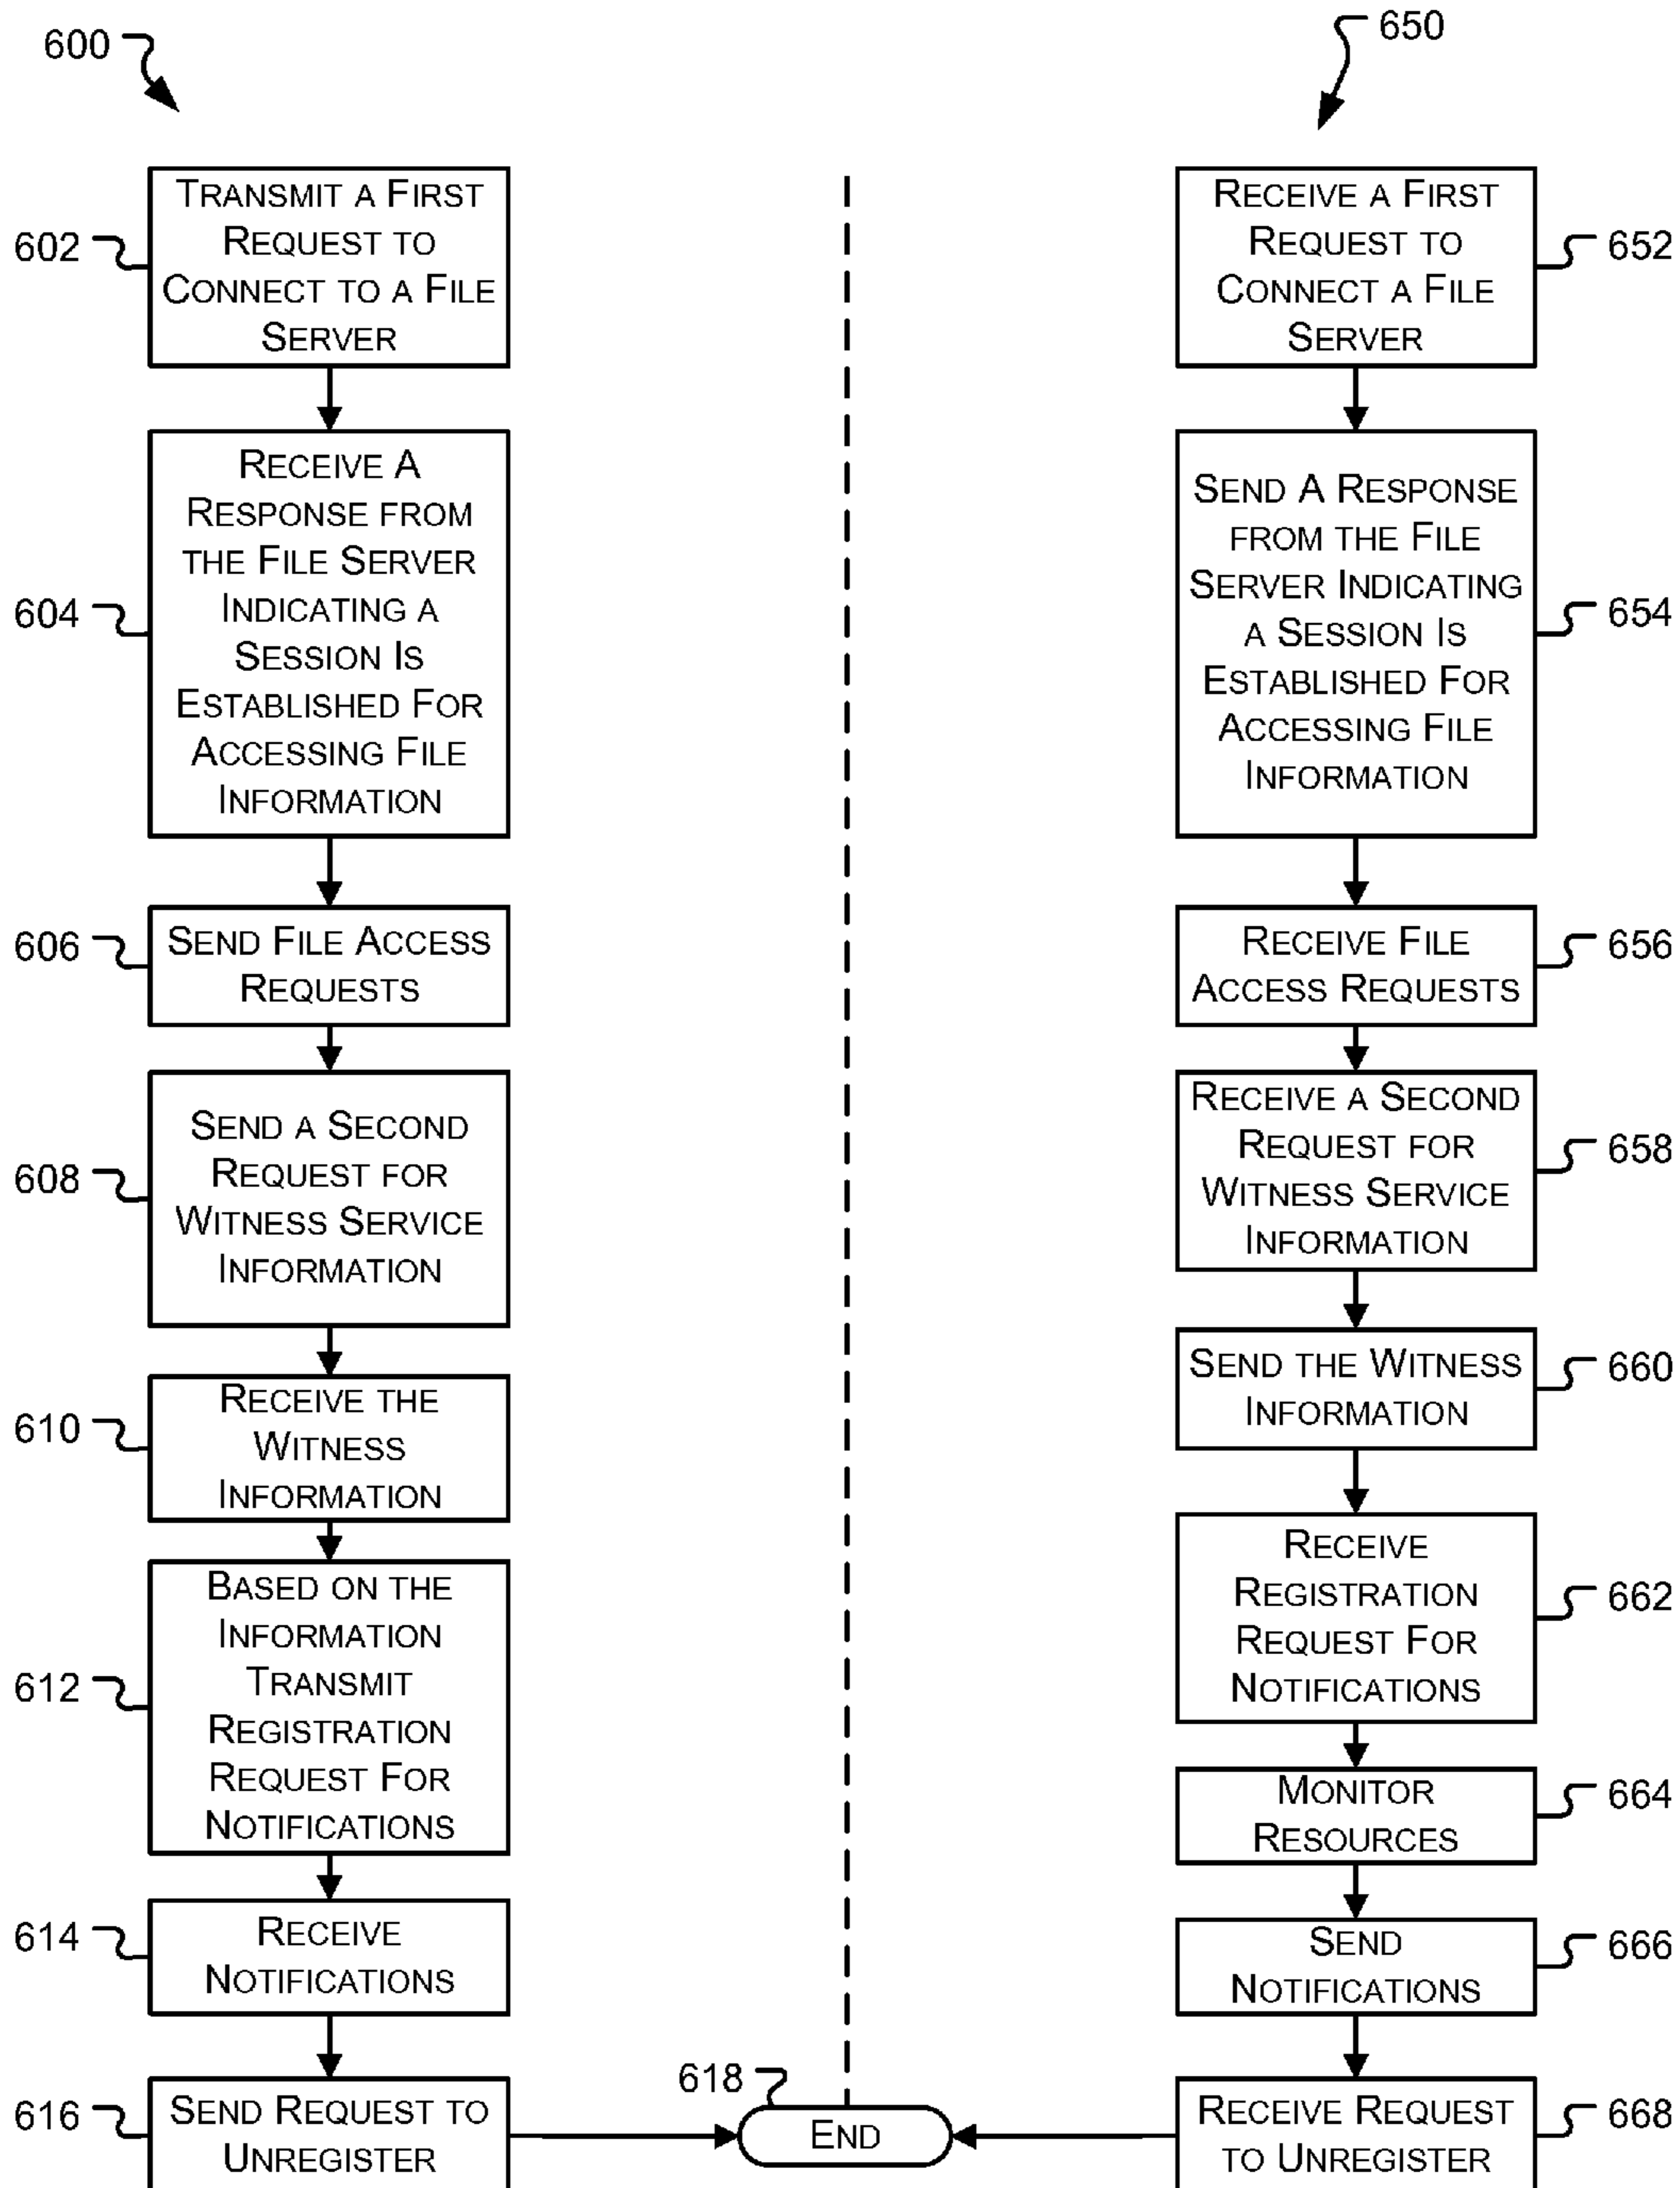 600
602
TRANSMIT A FIRST
REQUEST TO
CONNECT TO A FILE
SERVER
604
RECEIVE A
RESPONSE FROM
THE FILE SERVER
INDICATING A
SESSION IS
ESTABLISHED FOR
ACCESSING FILE
INFORMATION
606
SEND FILE ACCESS
REQUESTS
608
SEND A SECOND
REQUEST FOR
WITNESS SERVICE
INFORMATION
610
RECEIVE THE
WITNESS
INFORMATION
612
BASED ON THE
INFORMATION
TRANSMIT
REGISTRATION
REQUEST FOR
NOTIFICATIONS
614
RECEIVE
NOTIFICATIONS
616
SEND REQUEST TO
UNREGISTER
618
END
650
RECEIVE A FIRST
REQUEST TO
CONNECT A FILE
SERVER
652
SEND A RESPONSE
FROM THE FILE
SERVER INDICATING
A SESSION IS
ESTABLISHED FOR
ACCESSING FILE
INFORMATION
654
RECEIVE FILE
ACCESS REQUESTS
656
RECEIVE A SECOND
REQUEST FOR
WITNESS SERVICE
INFORMATION
658
SEND THE WITNESS
INFORMATION
660
RECEIVE
REGISTRATION
REQUEST FOR
NOTIFICATIONS
662
MONITOR
RESOURCES
664
SEND
NOTIFICATIONS
666
RECEIVE REQUEST
TO UNREGISTER
668